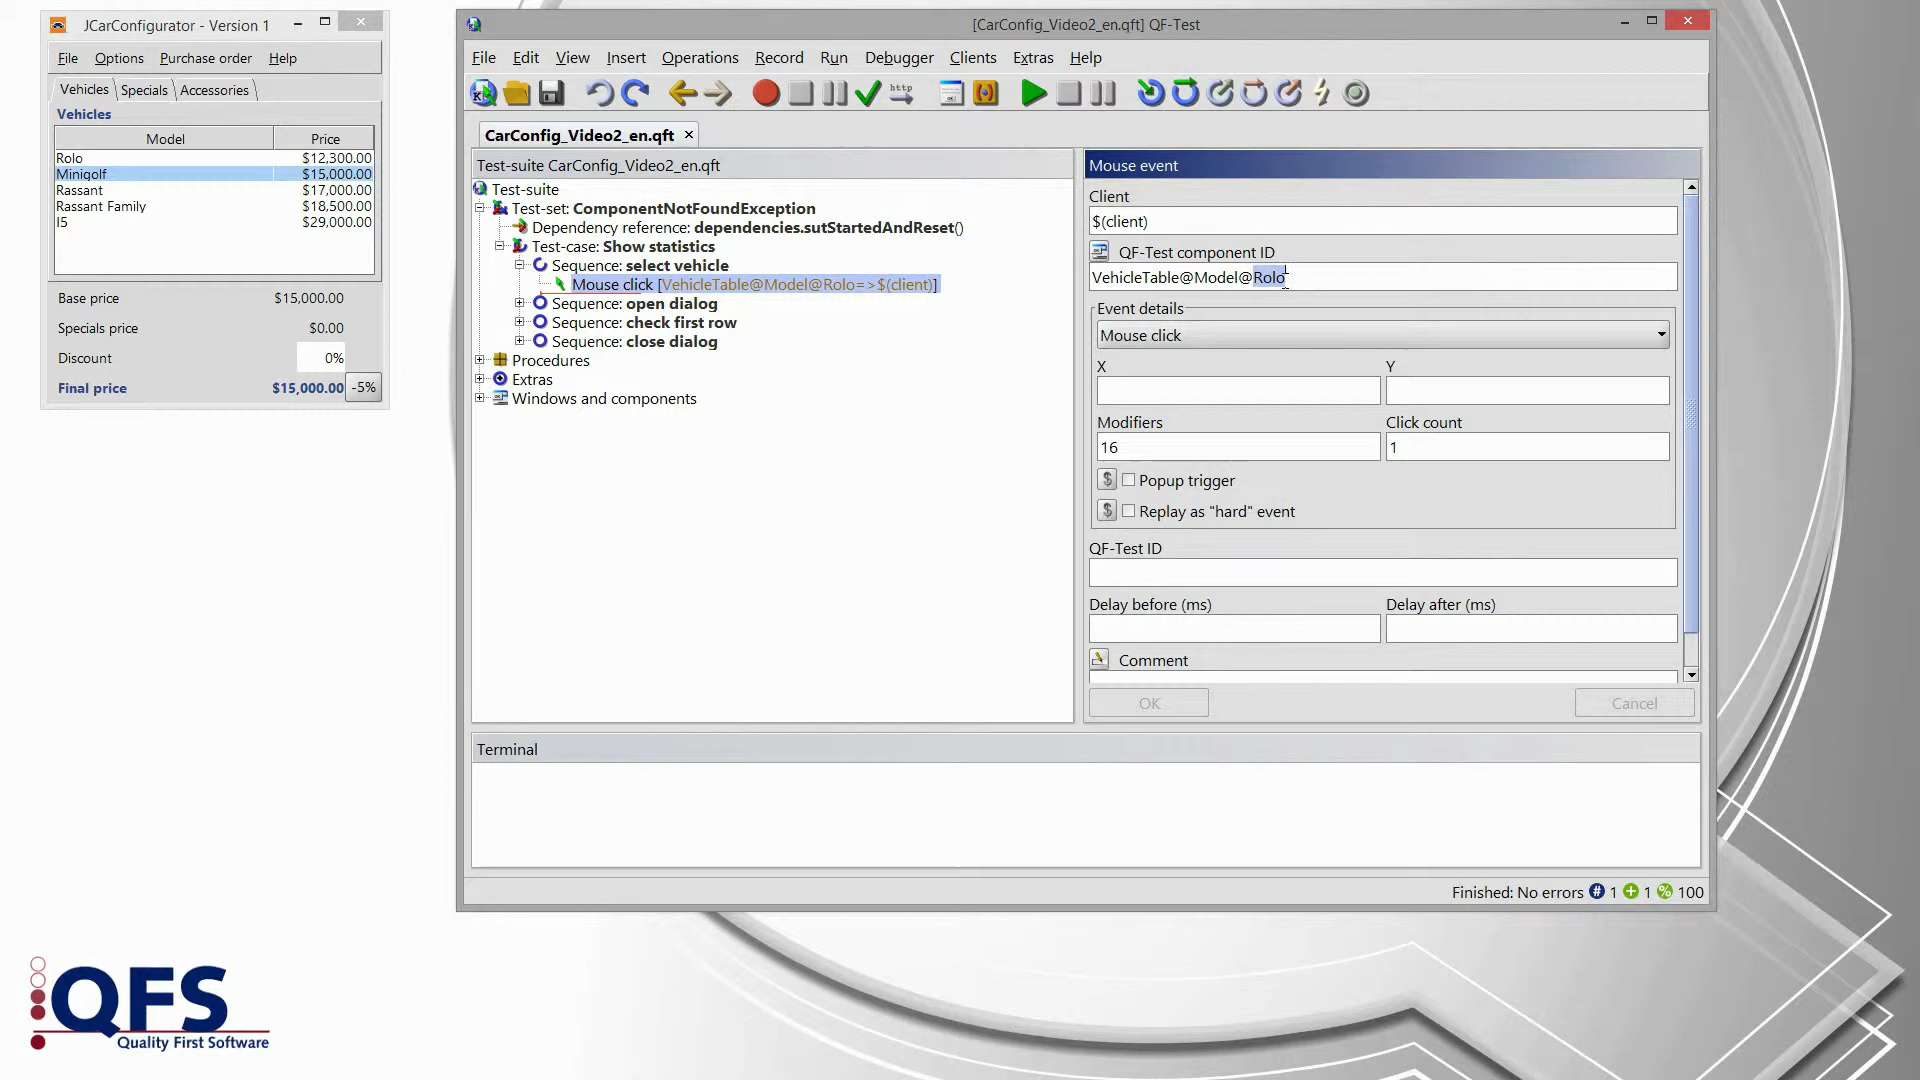 JCarConfigurator - Version 1
File Options Purchase order Help
Vehicles Specials Accessories
Vehicles
Model Price
Rolo $12,300.00
Minigolf $15,000.00
Rassant $17,000.00
Rassant Family $18,500.00
I5 $29,000.00
Base price $15,000.00
Specials price $0.00
Discount 0%
Final price $15,000.00 -5%
[CarConfig_Video2_en.qft] QF-Test
File Edit View Insert Operations Record Run Debugger Clients Extras Help
http
CarConfig_Video2_en.qft
Test-suite CarConfig_Video2_en.qft
Test-suite
Test-set: ComponentNotFoundException
Dependency reference: dependencies.sutStartedAndReset()
Test-case: Show statistics
Sequence: select vehicle
Mouse click [VehicleTable@Model@Rolo=>$(client)]
Sequence: open dialog
Sequence: check first row
Sequence: close dialog
Procedures
Extras
Windows and components
Mouse event
Client
$(client)
QF-Test component ID
VehicleTable@Model@Rolo
Event details
Mouse click
X Y
Modifiers Click count
16 1
$ Popup trigger
$ Replay as "hard" event
QF-Test ID
Delay before (ms) Delay after (ms)
Comment
OK Cancel
Terminal
Finished: No errors # 1 + 1 % 100
QFS
Quality First Software